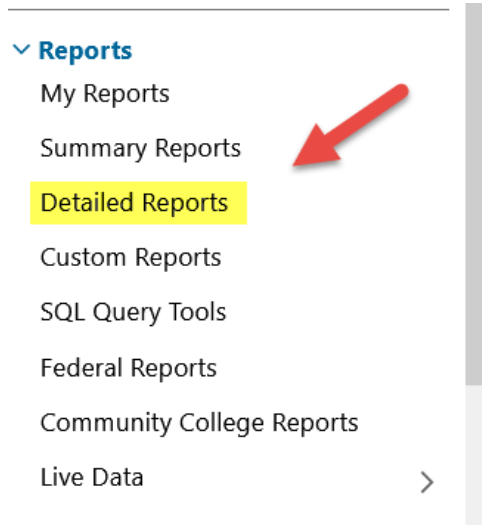 Reports
My Reports
Summary Reports
Detailed Reports
Custom Reports
SQL Query Tools
Federal Reports
Community College Reports
Live Data